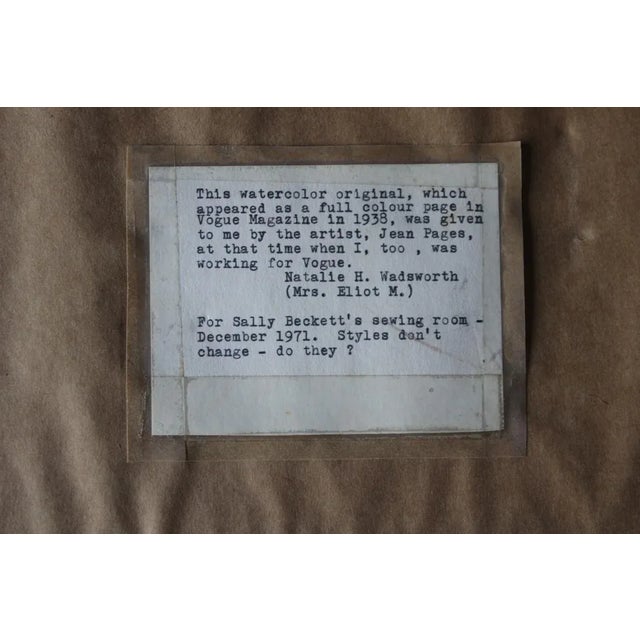 This watercolor original, which
appeared as a full colour page in
Vogue Magazine in 1938, was given
to me by the artist, Jean Pages,
at that time when I, too , was
working for Vogue.
Natalie H. Wadsworth
(Mrs. Eliot M.)
For Sally Beckett's sewing room -
December 1971.  Styles don't
change - do they ?